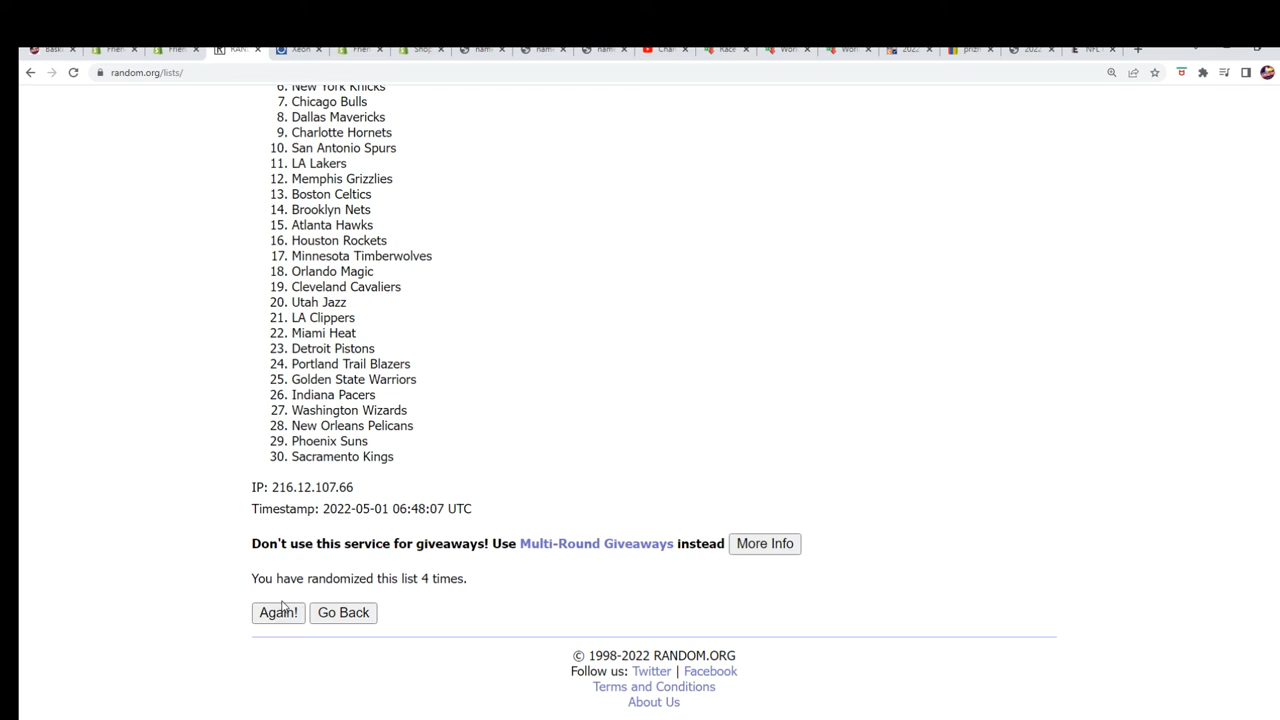 random.org/lists/
6. New York Knicks
7. Chicago Bulls
8. Dallas Mavericks
9. Charlotte Hornets
10. San Antonio Spurs
11. LA Lakers
12. Memphis Grizzlies
13. Boston Celtics
14. Brooklyn Nets
15. Atlanta Hawks
16. Houston Rockets
17. Minnesota Timberwolves
18. Orlando Magic
19. Cleveland Cavaliers
20. Utah Jazz
21. LA Clippers
22. Miami Heat
23. Detroit Pistons
24. Portland Trail Blazers
25. Golden State Warriors
26. Indiana Pacers
27. Washington Wizards
28. New Orleans Pelicans
29. Phoenix Suns
30. Sacramento Kings
IP: 216.12.107.66
Timestamp: 2022-05-01 06:48:07 UTC
Don't use this service for giveaways! Use Multi-Round Giveaways instead More Info
You have randomized this list 4 times.
Again! Go Back
© 1998-2022 RANDOM.ORG
Follow us: Twitter | Facebook
Terms and Conditions
About Us